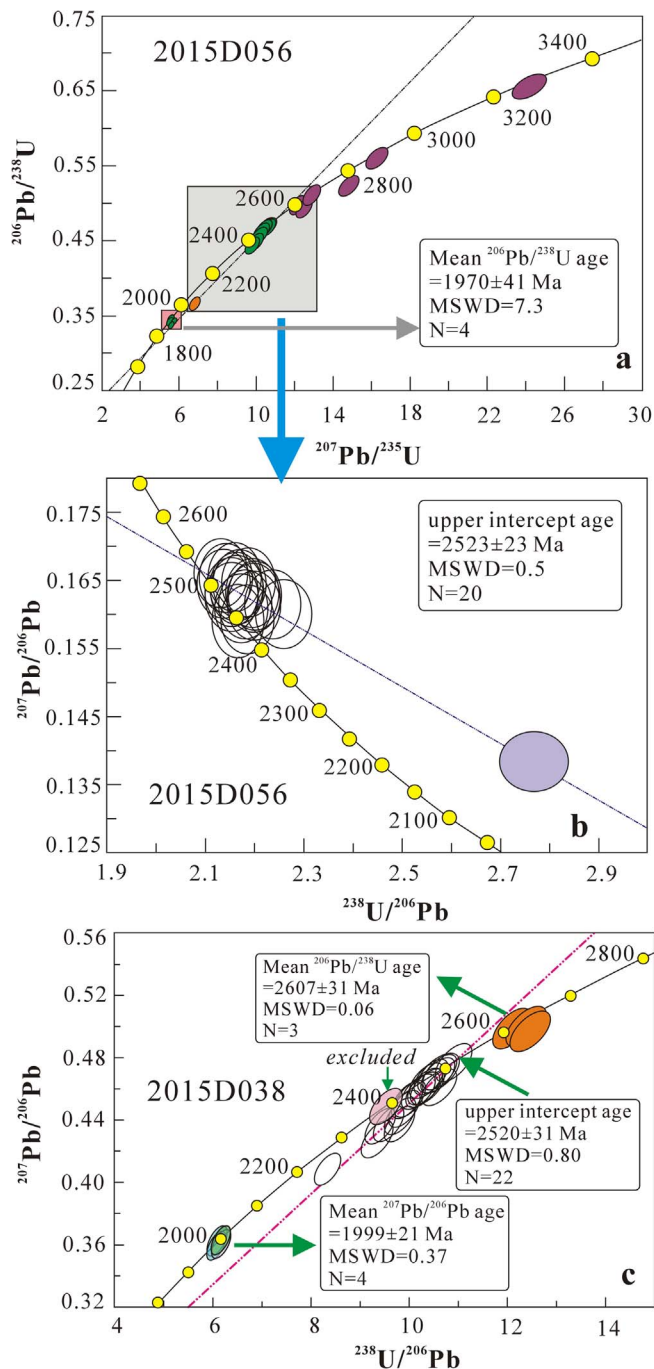 0.75
0.65
0.55
0.45
0.35
0.25
²⁰⁶Pb/²³⁸U
2015D056
3400
3200
3000
2800
2600
2400
2200
2000
1800
Mean ²⁰⁶Pb/²³⁸U age
=1970±41 Ma
MSWD=7.3
N=4
a
2 6 10 14 18 22 26 30
²⁰⁷Pb/²³⁵U
0.175
0.165
0.155
0.145
0.135
0.125
²⁰⁷Pb/²⁰⁶Pb
2600
2500
2400
2300
2200
2100
upper intercept age
=2523±23 Ma
MSWD=0.5
N=20
2015D056
b
1.9 2.1 2.3 2.5 2.7 2.9
²³⁸U/²⁰⁶Pb
0.56
0.52
0.48
0.44
0.40
0.36
0.32
²⁰⁷Pb/²⁰⁶Pb
2800
Mean ²⁰⁶Pb/²³⁸U age
=2607±31 Ma
MSWD=0.06
N=3
2600
excluded
2015D038
2400
2200
2000
upper intercept age
=2520±31 Ma
MSWD=0.80
N=22
Mean ²⁰⁷Pb/²⁰⁶Pb age
=1999±21 Ma
MSWD=0.37
N=4
c
4 6 8 10 12 14
²³⁸U/²⁰⁶Pb